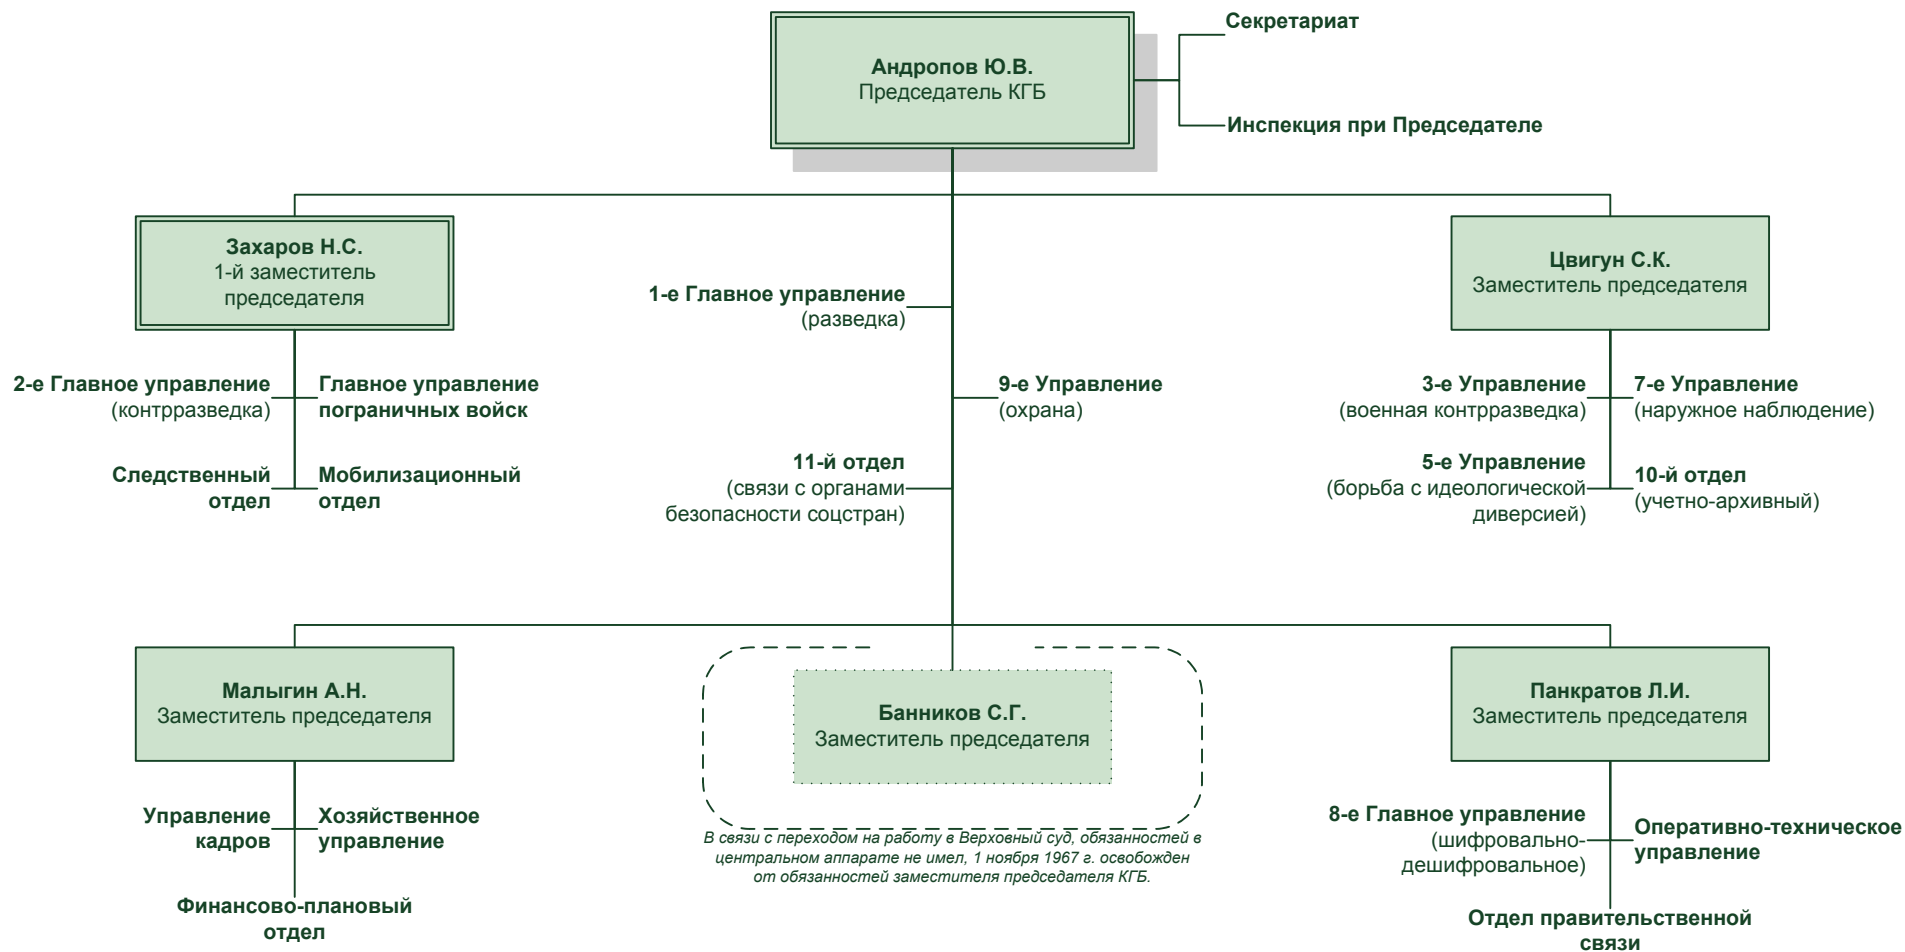 Андропов Ю.В.
Председатель КГБ
Секретариат
Инспекция при Председателе
Захаров Н.С.
1-й заместитель
председателя
2-е Главное управление
(контрразведка)
Главное управление
пограничных войск
Следственный
отдел
Мобилизационный
отдел
1-е Главное управление
(разведка)
9-е Управление
(охрана)
11-й отдел
(связи с органами
безопасности соцстран)
Цвигун С.К.
Заместитель председателя
3-е Управление
(военная контрразведка)
7-е Управление
(наружное наблюдение)
5-е Управление
(борьба с идеологической
диверсией)
10-й отдел
(учетно-архивный)
Малыгин А.Н.
Заместитель председателя
Управление
кадров
Хозяйственное
управление
Финансово-плановый
отдел
Банников С.Г.
Заместитель председателя
В связи с переходом на работу в Верховный суд, обязанностей в
центральном аппарате не имел, 1 ноября 1967 г. освобожден
от обязанностей заместителя председателя КГБ.
Панкратов Л.И.
Заместитель председателя
8-е Главное управление
(шифровально-
дешифровальное)
Оперативно-техническое
управление
Отдел правительственной
связи